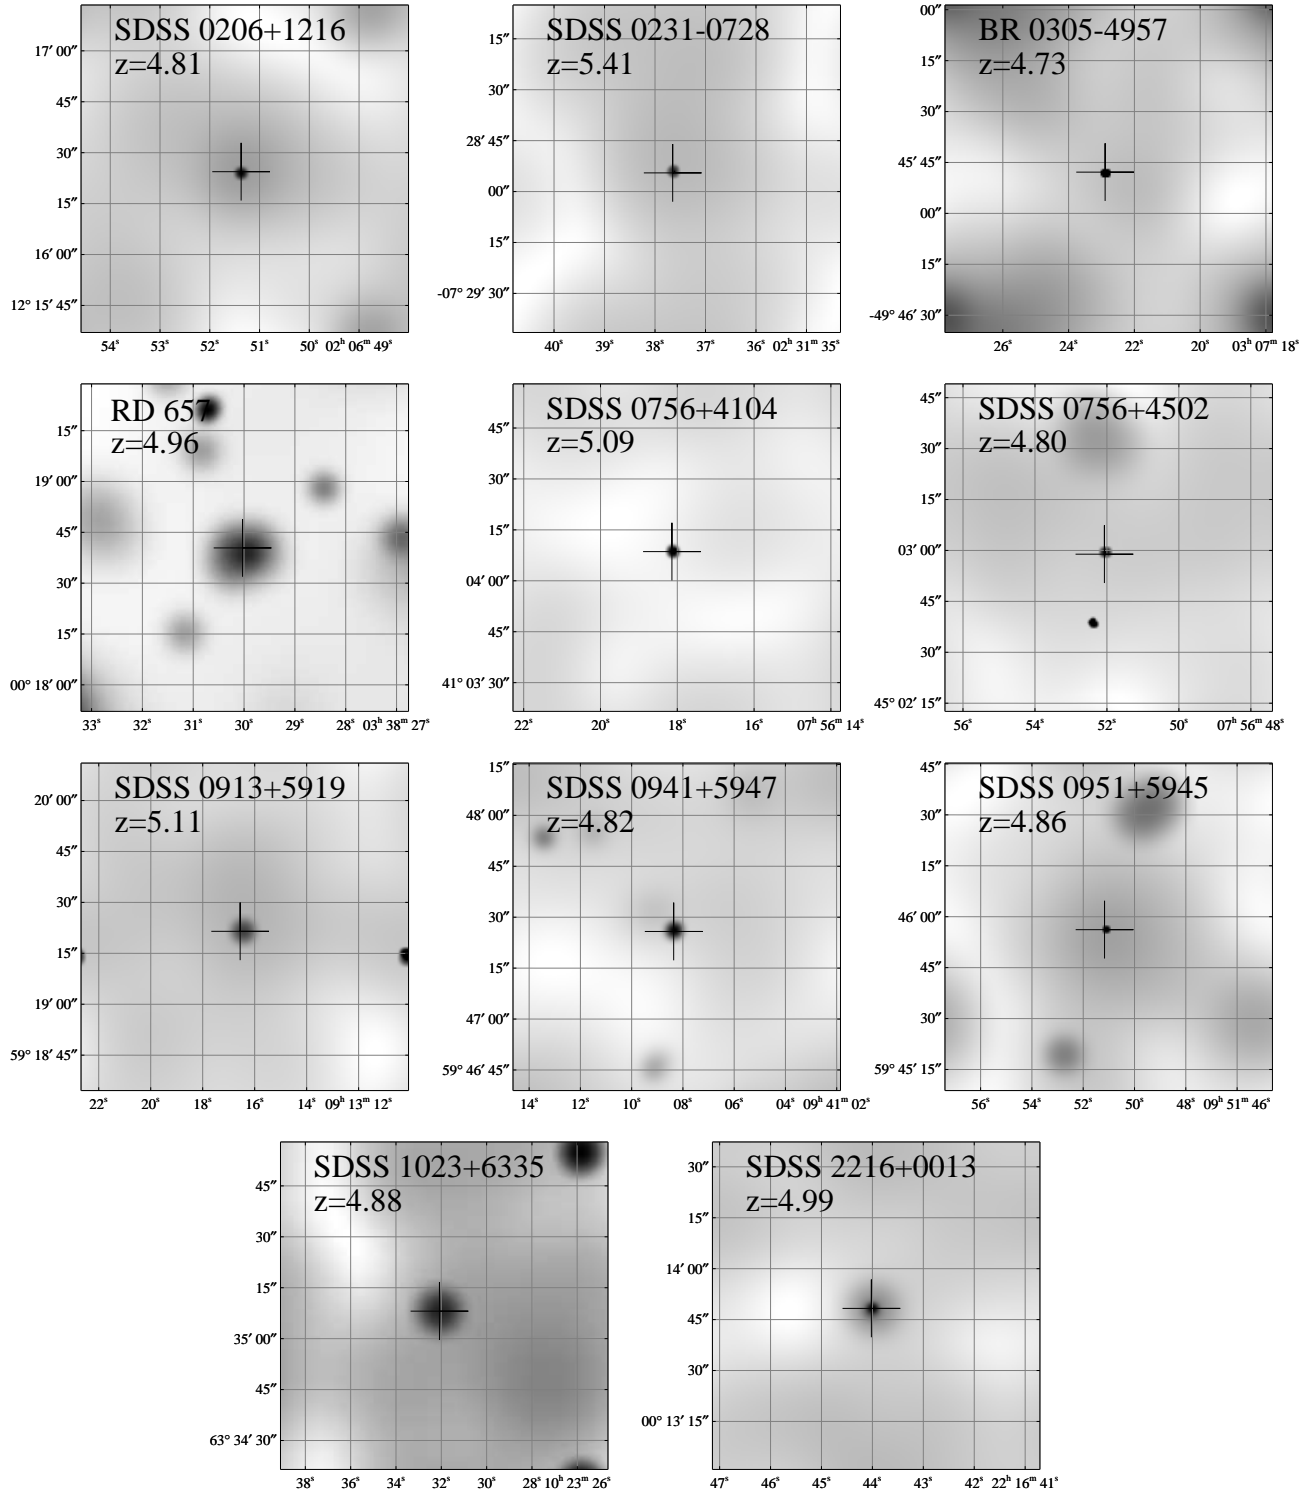 SDSS 0206+1216
z=4.81
17′ 00″
45″
30″
15″
16′ 00″
12° 15′ 45″
54ˢ 53ˢ 52ˢ 51ˢ 50ˢ 02ʰ 06ᵐ 49ˢ
SDSS 0231-0728
z=5.41
15″
30″
28′ 45″
00″
15″
-07° 29′ 30″
40ˢ 39ˢ 38ˢ 37ˢ 36ˢ 02ʰ 31ᵐ 35ˢ
BR 0305-4957
z=4.73
00″
15″
30″
45′ 45″
00″
15″
-49° 46′ 30″
26ˢ 24ˢ 22ˢ 20ˢ 03ʰ 07ᵐ 18ˢ
RD 657
z=4.96
15″
19′ 00″
45″
30″
15″
00° 18′ 00″
33ˢ 32ˢ 31ˢ 30ˢ 29ˢ 28ˢ 03ʰ 38ᵐ 27ˢ
SDSS 0756+4104
z=5.09
45″
30″
15″
04′ 00″
45″
41° 03′ 30″
22ˢ 20ˢ 18ˢ 16ˢ 07ʰ 56ᵐ 14ˢ
SDSS 0756+4502
z=4.80
30″
15″
03′ 00″
45″
30″
45° 02′ 15″
56ˢ 54ˢ 52ˢ 50ˢ 07ʰ 56ᵐ 48ˢ
SDSS 0913+5919
z=5.11
20′ 00″
45″
30″
15″
19′ 00″
59° 18′ 45″
22ˢ 20ˢ 18ˢ 16ˢ 14ˢ 09ʰ 13ᵐ 12ˢ
SDSS 0941+5947
z=4.82
15″
48′ 00″
45″
30″
15″
47′ 00″
59° 46′ 45″
14ˢ 12ˢ 10ˢ 08ˢ 06ˢ 04ˢ 09ʰ 41ᵐ 02ˢ
SDSS 0951+5945
z=4.86
45″
30″
15″
46′ 00″
45″
30″
59° 45′ 15″
56ˢ 54ˢ 52ˢ 50ˢ 48ˢ 09ʰ 51ᵐ 46ˢ
SDSS 1023+6335
z=4.88
45″
30″
15″
35′ 00″
45″
63° 34′ 30″
38ˢ 36ˢ 34ˢ 32ˢ 30ˢ 28ˢ 10ʰ 23ᵐ 26ˢ
SDSS 2216+0013
z=4.99
30″
15″
14′ 00″
45″
30″
00° 13′ 15″
47ˢ 46ˢ 45ˢ 44ˢ 43ˢ 42ˢ 22ʰ 16ᵐ 41ˢ